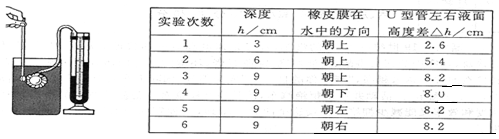 实验次数 深度 h／cm 橡皮膜在水中的方向 U型管左右液面高度差△h／cm
1 3 朝上 2.6
2 6 朝上 5.4
3 9 朝上 8.2
4 9 朝下 8.0
5 9 朝左 8.2
6 9 朝右 8.2